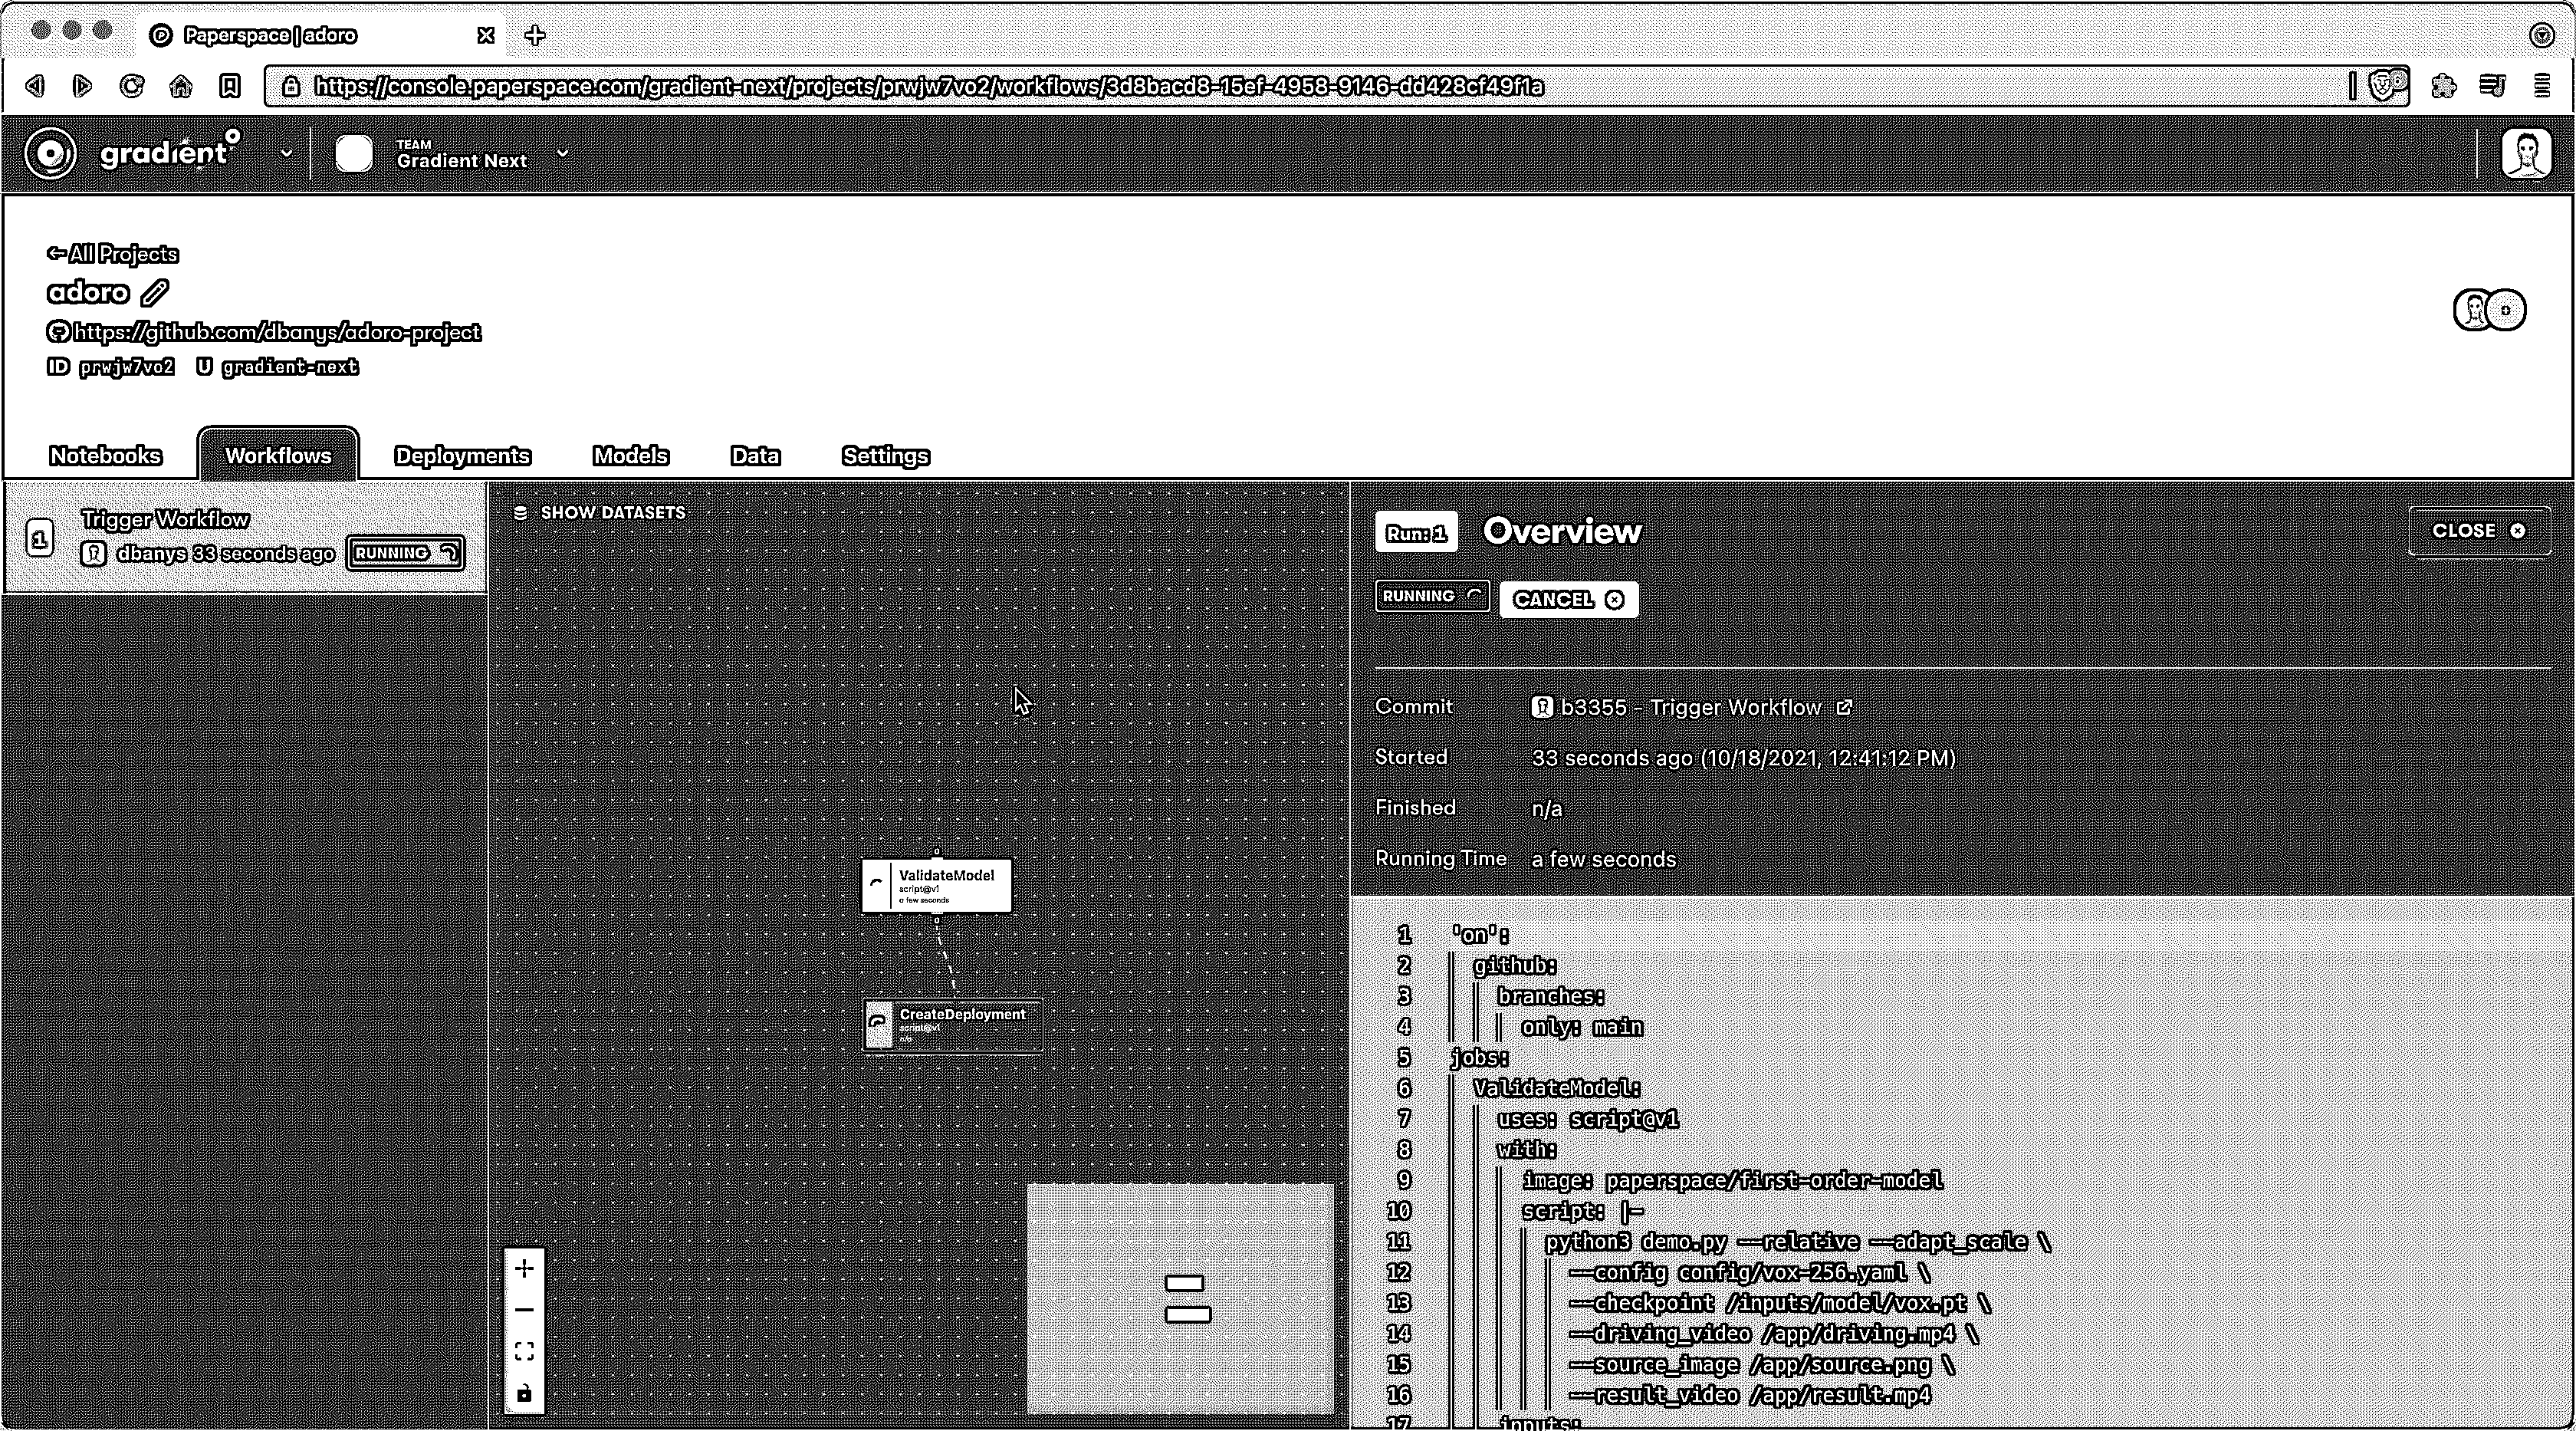 Paperspace | adoro
https://console.paperspace.com/gradient-next/projects/prwjw7vo2/workflows/3d8bacd8-15ef-4958-9146-dd428cf49f1a
gradient
TEAM
Gradient Next
All Projects
adoro
https://github.com/dbanys/adoro-project
ID prwjw7vo2 U gradient-next
Notebooks Workflows Deployments Models Data Settings
1
Trigger Workflow
dbanys 33 seconds ago RUNNING
SHOW DATASETS
ValidateModel
script@v1
a few seconds
CreateDeployment
script@v1
n/a
Run: 1 Overview CLOSE
RUNNING CANCEL
Commit b3355 - Trigger Workflow
Started 33 seconds ago (10/18/2021, 12:41:12 PM)
Finished n/a
Running Time a few seconds
1 'on':
2 github:
3 branches:
4 only: main
5 jobs:
6 ValidateModel:
7 uses: script@v1
8 with:
9 image: paperspace/first-order-model
10 script: |-
11 python3 demo.py --relative --adapt_scale \
12 --config config/vox-256.yaml \
13 --checkpoint /inputs/model/vox.pt \
14 --driving_video /app/driving.mp4 \
15 --source_image /app/source.png \
16 --result_video /app/result.mp4
17 inputs: